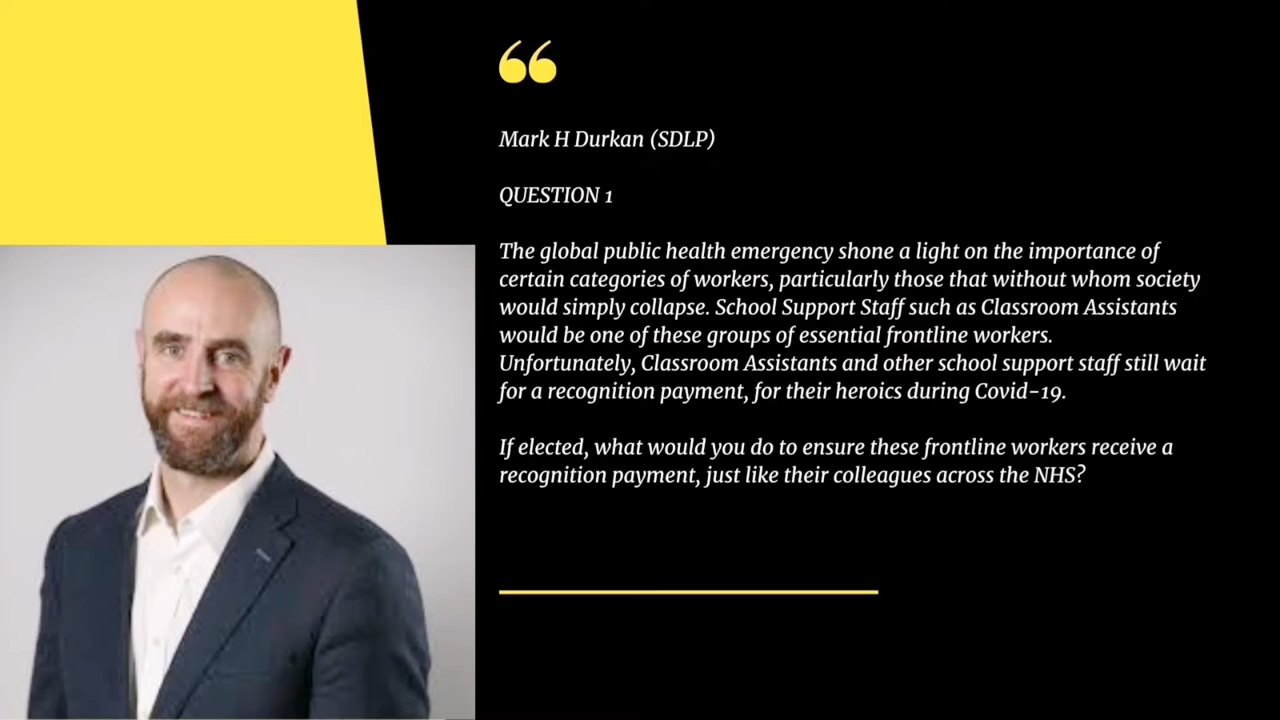 “
Mark H Durkan (SDLP)
QUESTION 1
The global public health emergency shone a light on the importance of
certain categories of workers, particularly those that without whom society
would simply collapse. School Support Staff such as Classroom Assistants
would be one of these groups of essential frontline workers.
Unfortunately, Classroom Assistants and other school support staff still wait
for a recognition payment, for their heroics during Covid-19.
If elected, what would you do to ensure these frontline workers receive a
recognition payment, just like their colleagues across the NHS?